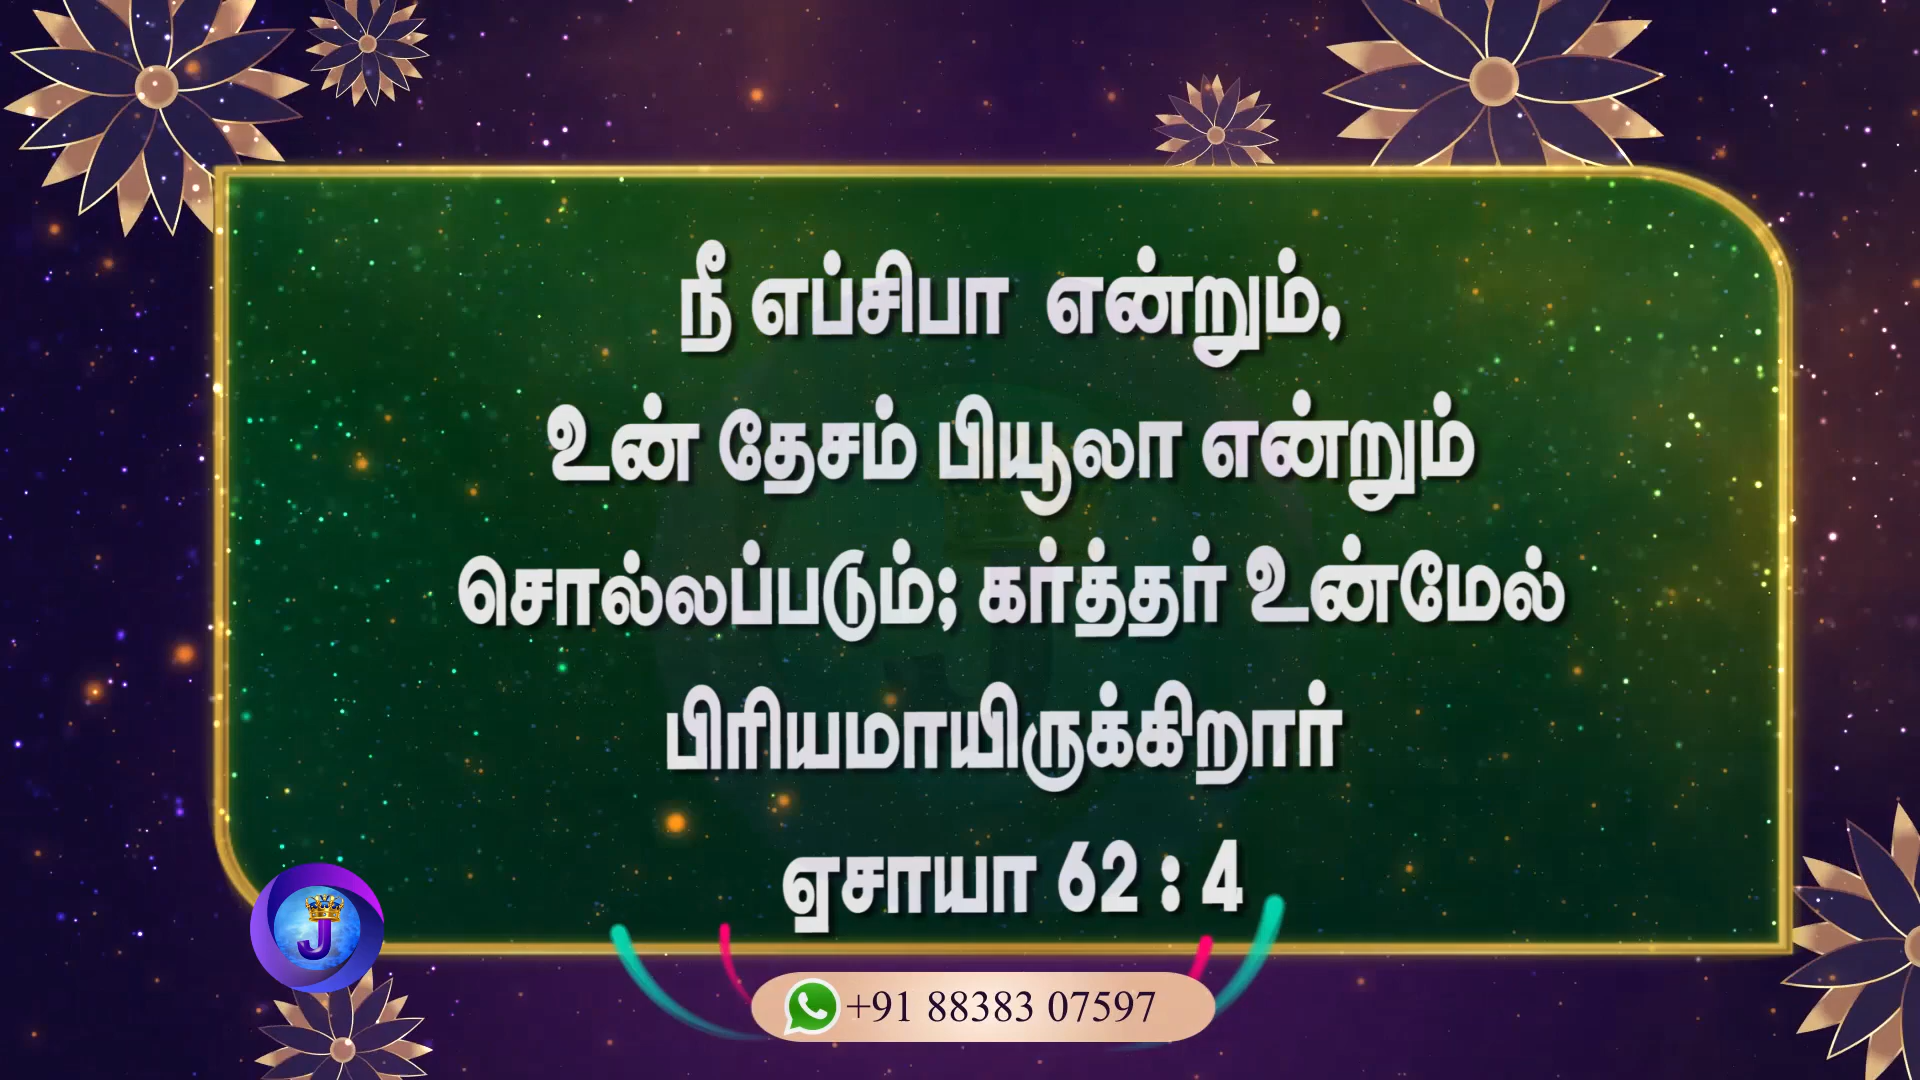 நீ எப்சிபா என்றும்,
உன் தேசம் பியூலா என்றும்
சொல்லப்படும்; கர்த்தர் உன்மேல்
பிரியமாயிருக்கிறார்
ஏசாயா 62 : 4
J
+91 88383 07597